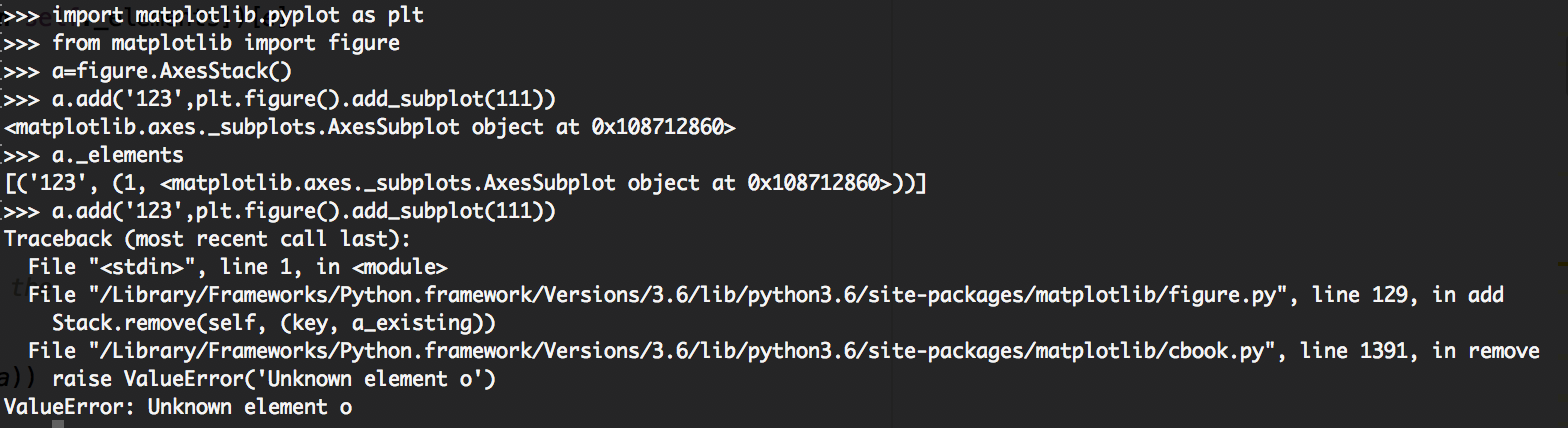 >>> import matplotlib.pyplot as plt
>>> from matplotlib import figure
>>> a=figure.AxesStack()
>>> a.add('123',plt.figure().add_subplot(111))
<matplotlib.axes._subplots.AxesSubplot object at 0x108712860>
>>> a._elements
[('123', (1, <matplotlib.axes._subplots.AxesSubplot object at 0x108712860>))]
>>> a.add('123',plt.figure().add_subplot(111))
Traceback (most recent call last):
  File "<stdin>", line 1, in <module>
  File "/Library/Frameworks/Python.framework/Versions/3.6/lib/python3.6/site-packages/matplotlib/figure.py", line 129, in add
    Stack.remove(self, (key, a_existing))
  File "/Library/Frameworks/Python.framework/Versions/3.6/lib/python3.6/site-packages/matplotlib/cbook.py", line 1391, in remove
    raise ValueError('Unknown element o')
ValueError: Unknown element o